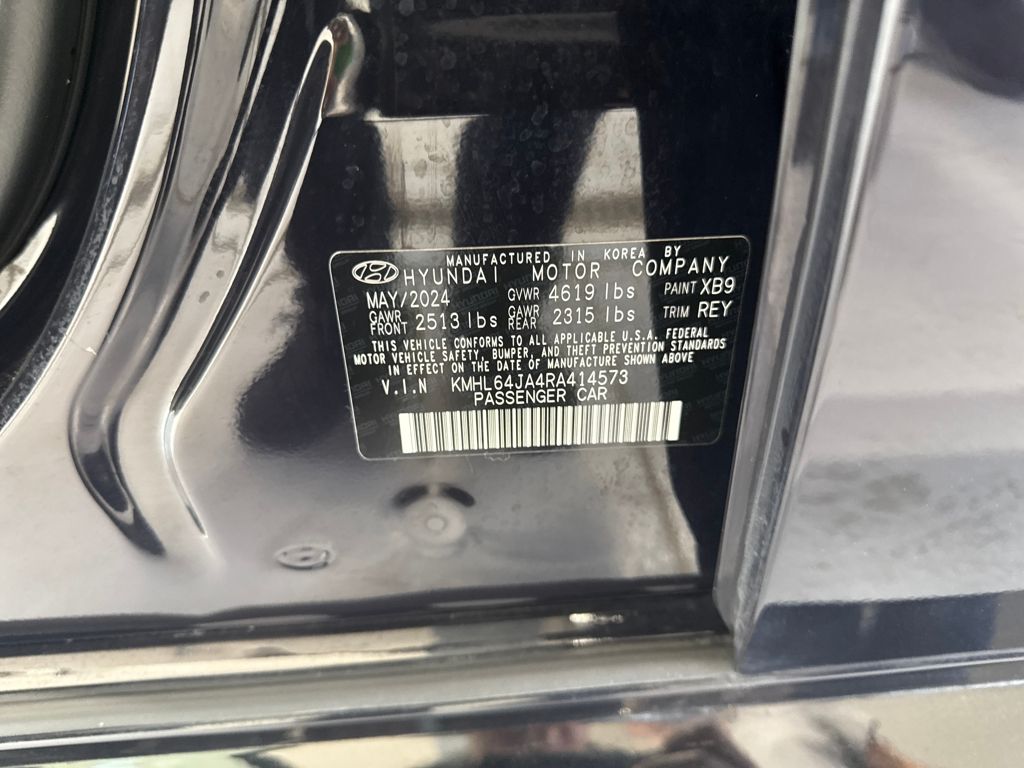 MANUFACTURED IN KOREA BY
HYUNDAI MOTOR COMPANY
MAY/2024 GVWR 4619 lbs PAINT XB9
GAWR FRONT 2513 lbs GAWR REAR 2315 lbs TRIM REY
THIS VEHICLE CONFORMS TO ALL APPLICABLE U.S.A. FEDERAL
MOTOR VEHICLE SAFETY, BUMPER, AND THEFT PREVENTION STANDARDS
IN EFFECT ON THE DATE OF MANUFACTURE SHOWN ABOVE
V.I.N KMHL64JA4RA414573
PASSENGER CAR